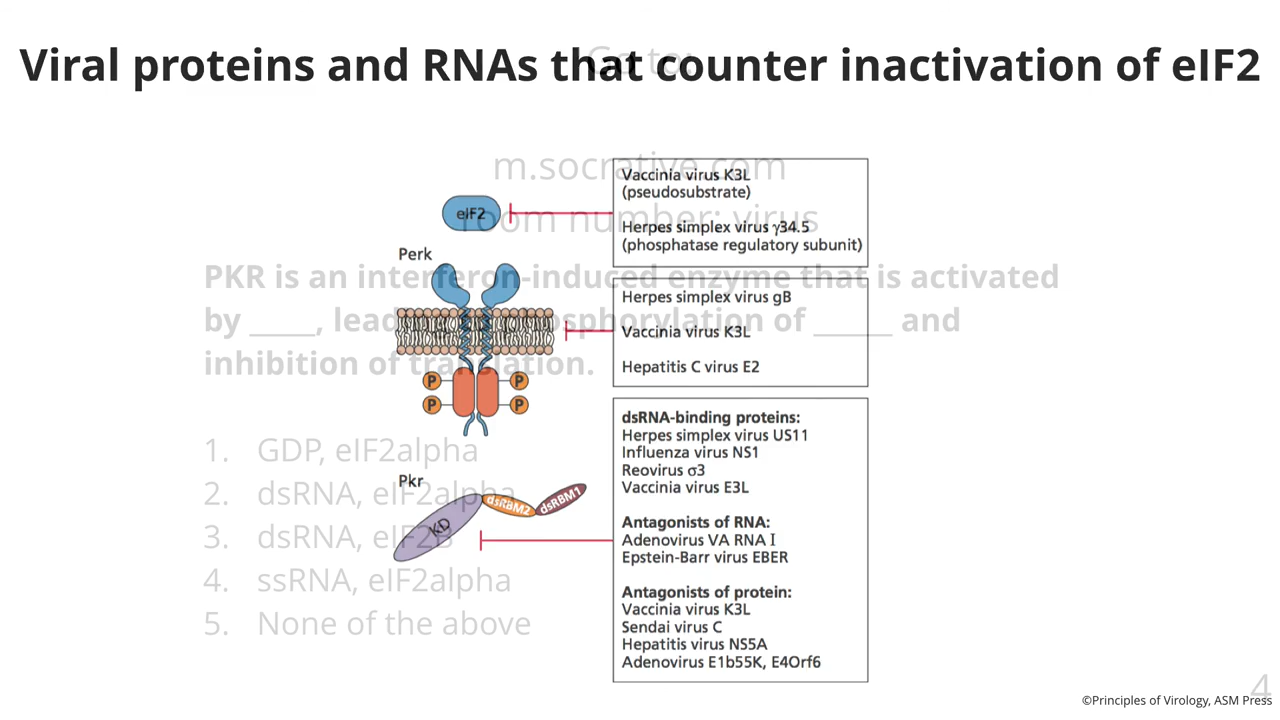 Viral proteins and RNAs that counter inactivation of eIF2
Go to:
m.socrative.com
room number: virus
PKR is an interferon-induced enzyme that is activated
by _____, lead phosphorylation of ______ and
inhibition of translation.
1. GDP, eIF2alpha
2. dsRNA, eIF2alpha
3. dsRNA, eIF2B
4. ssRNA, eIF2alpha
5. None of the above
eIF2
Vaccinia virus K3L
(pseudosubstrate)
Herpes simplex virus γ34.5
(phosphatase regulatory subunit)
Perk
Herpes simplex virus gB
Vaccinia virus K3L
Hepatitis C virus E2
P
P
P
P
Pkr
KD
dsRBM2
dsRBM1
dsRNA-binding proteins:
Herpes simplex virus US11
Influenza virus NS1
Reovirus σ3
Vaccinia virus E3L
Antagonists of RNA:
Adenovirus VA RNA I
Epstein-Barr virus EBER
Antagonists of protein:
Vaccinia virus K3L
Sendai virus C
Hepatitis virus NS5A
Adenovirus E1b55K, E4Orf6
4
©Principles of Virology, ASM Press